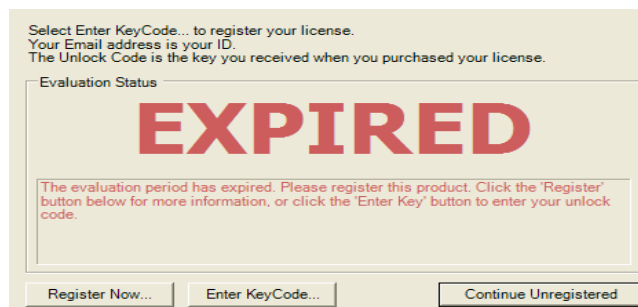 Select Enter KeyCode... to register your license.
Your Email address is your ID.
The Unlock Code is the key you received when you purchased your license.
Evaluation Status
EXPIRED
The evaluation period has expired. Please register this product. Click the 'Register'
button below for more information, or click the 'Enter Key' button to enter your unlock
code.
Register Now... Enter KeyCode... Continue Unregistered